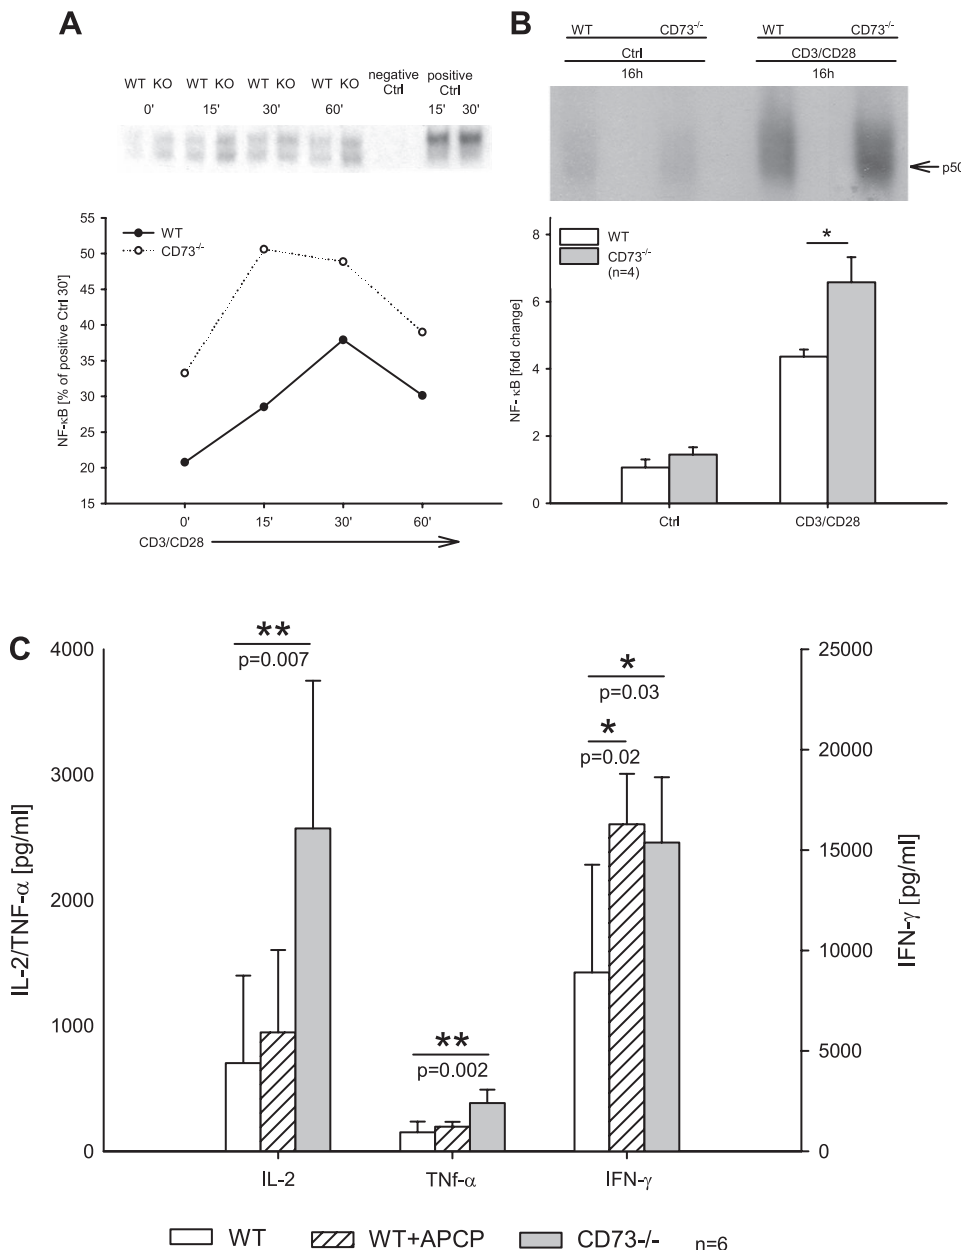 A
WT KO WT KO WT KO WT KO negative Ctrl positive Ctrl
0' 15' 30' 60' 15' 30'
NF-κB [% of positive Ctrl 30']
55
50
45
40
35
30
25
20
15
WT
CD73-/-
0' 15' 30' 60'
CD3/CD28
B
WT CD73-/- WT CD73-/-
Ctrl CD3/CD28
16h 16h
p50
NF- κB [fold change]
8
6
4
2
0
WT
CD73-/-
(n=4)
*
Ctrl CD3/CD28
C
IL-2/TNF-α [pg/ml]
4000
3000
2000
1000
0
**
p=0.007
**
p=0.002
*
p=0.03
*
p=0.02
25000
20000
15000
10000
5000
0
IFN-γ [pg/ml]
IL-2 TNf-α IFN-γ
WT WT+APCP CD73-/- n=6